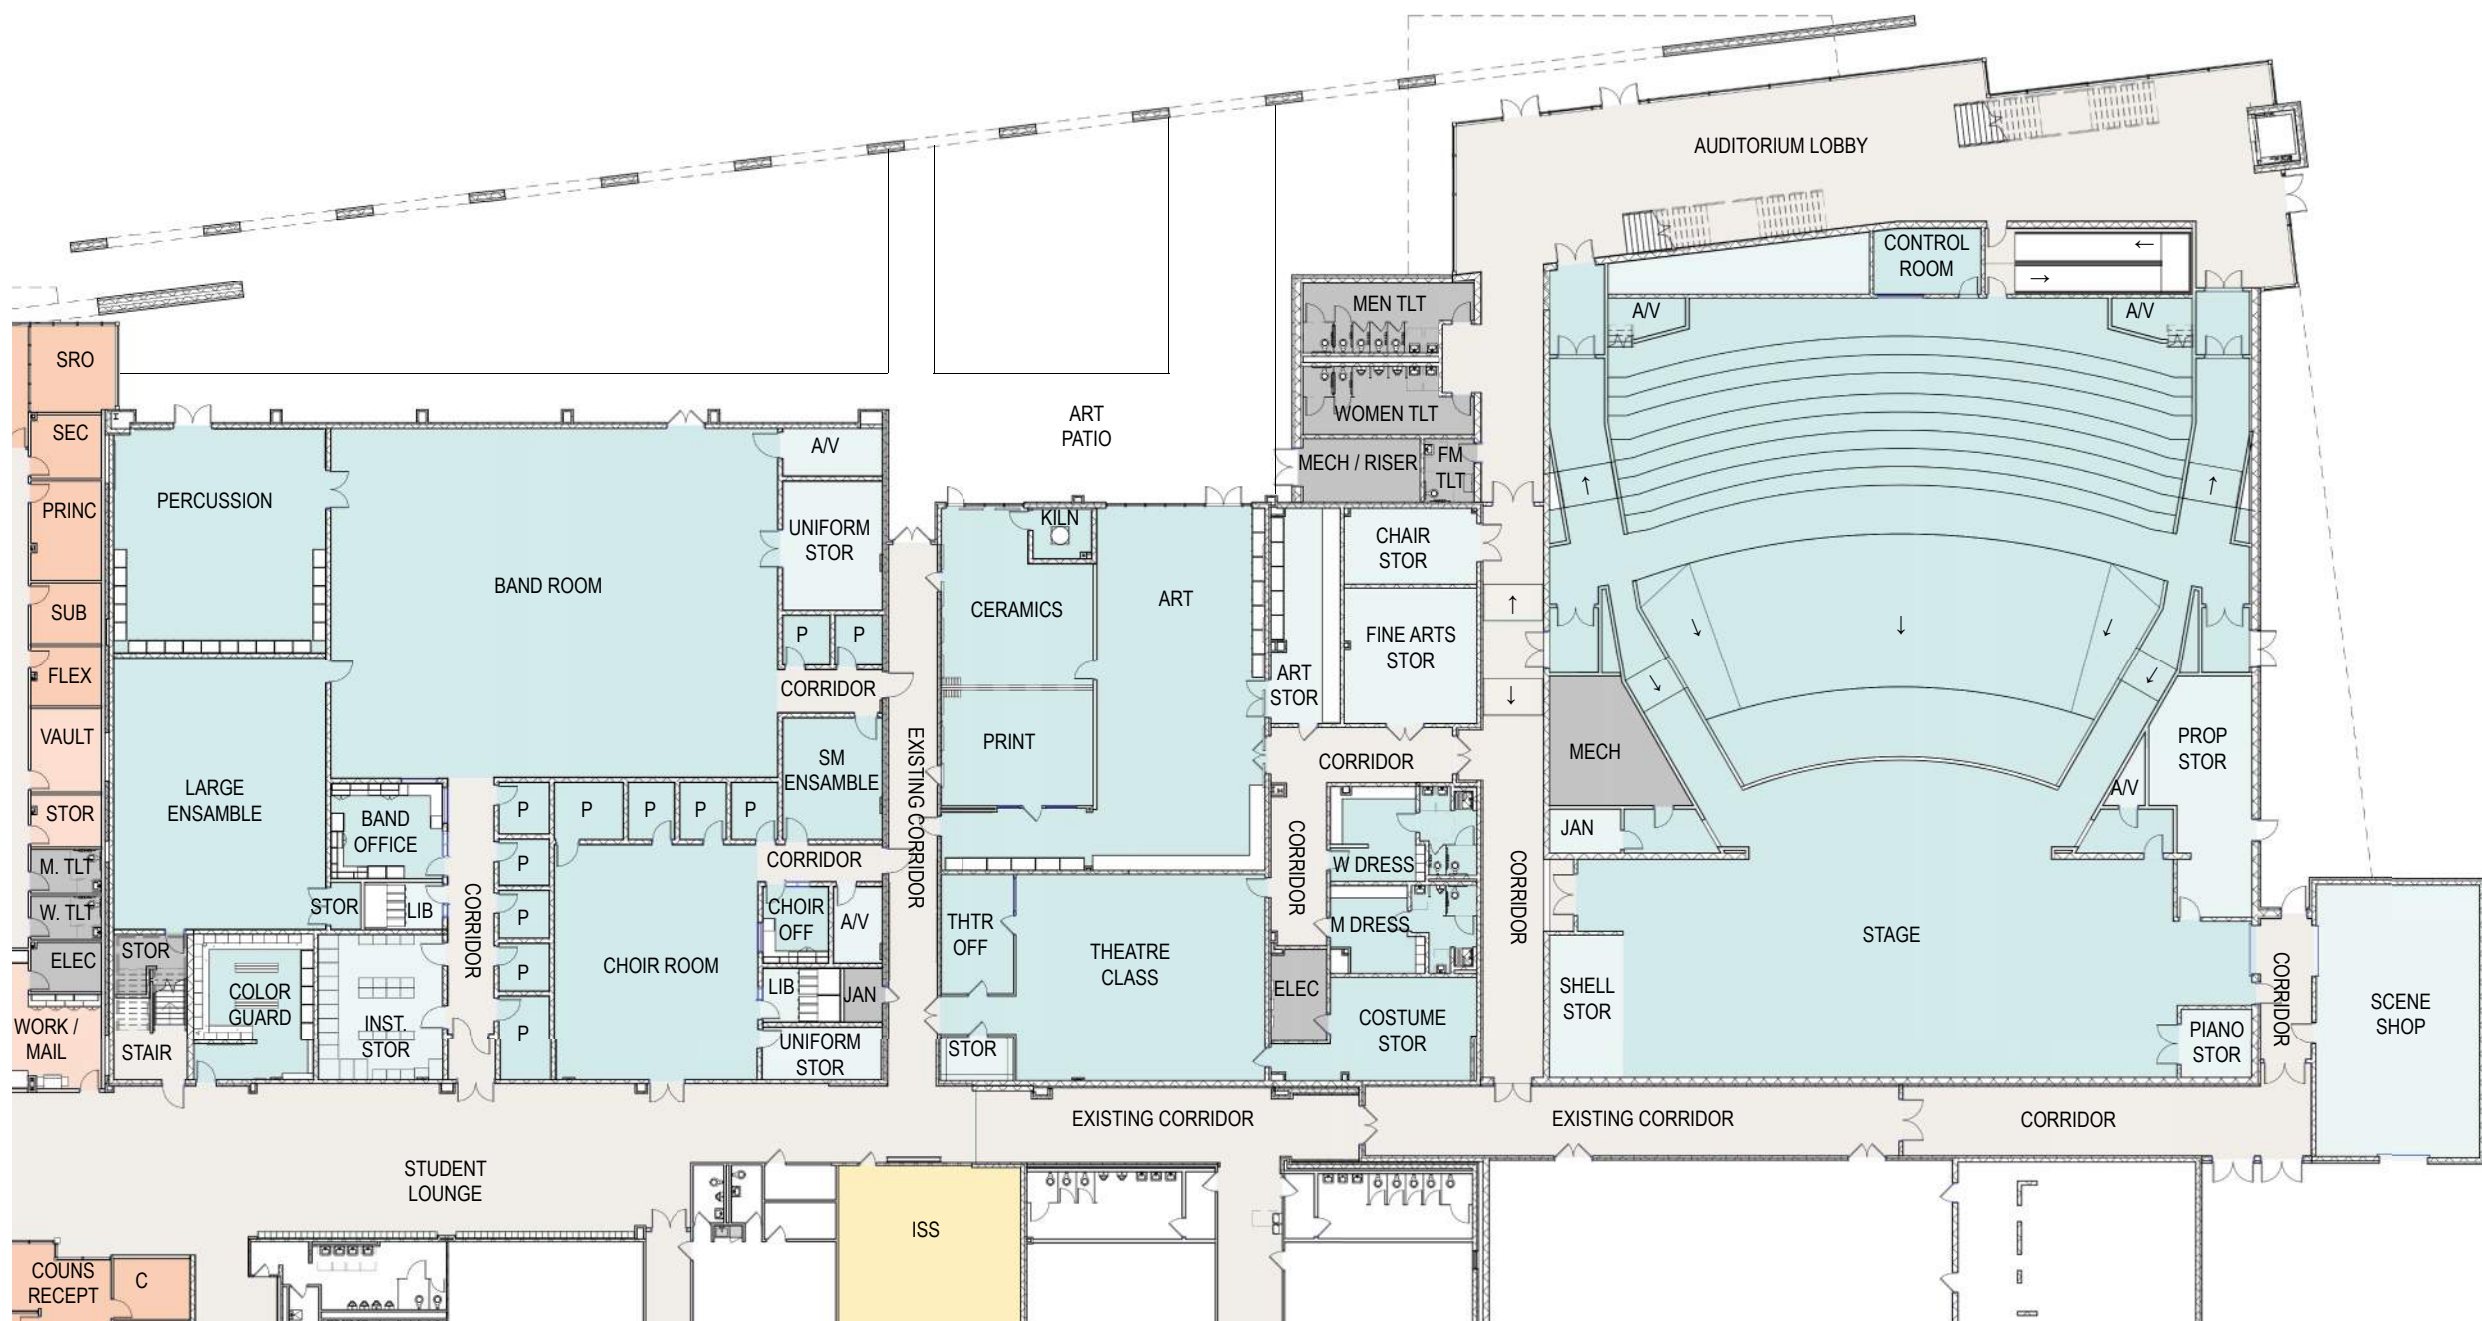 AUDITORIUM LOBBY
CONTROL
ROOM
←
→
MEN TLT
A/V
A/V
SRO
WOMEN TLT
ART
PATIO
SEC
A/V
MECH / RISER
FM
TLT
PRINC
PERCUSSION
↑
↑
UNIFORM
STOR
KILN
CHAIR
STOR
BAND ROOM
CERAMICS
ART
↑
SUB
P
P
FINE ARTS
STOR
↓
↓
↓
FLEX
CORRIDOR
ART
STOR
↓
↓
↓
VAULT
EXISTING CORRIDOR
PRINT
CORRIDOR
MECH
PROP
STOR
SM
ENSAMBLE
LARGE
ENSAMBLE
A/V
STOR
BAND
OFFICE
P
P
P
P
P
JAN
CORRIDOR
CORRIDOR
W DRESS
CORRIDOR
M. TLT
P
W. TLT
STOR
LIB
CORRIDOR
P
CHOIR
OFF
A/V
THTR
OFF
M DRESS
STAGE
ELEC
STOR
P
CHOIR ROOM
THEATRE
CLASS
CORRIDOR
COLOR
GUARD
LIB
JAN
ELEC
SHELL
STOR
SCENE
SHOP
WORK /
MAIL
STAIR
INST.
STOR
P
UNIFORM
STOR
STOR
COSTUME
STOR
PIANO
STOR
EXISTING CORRIDOR
EXISTING CORRIDOR
CORRIDOR
STUDENT
LOUNGE
ISS
COUNS
RECEPT
C